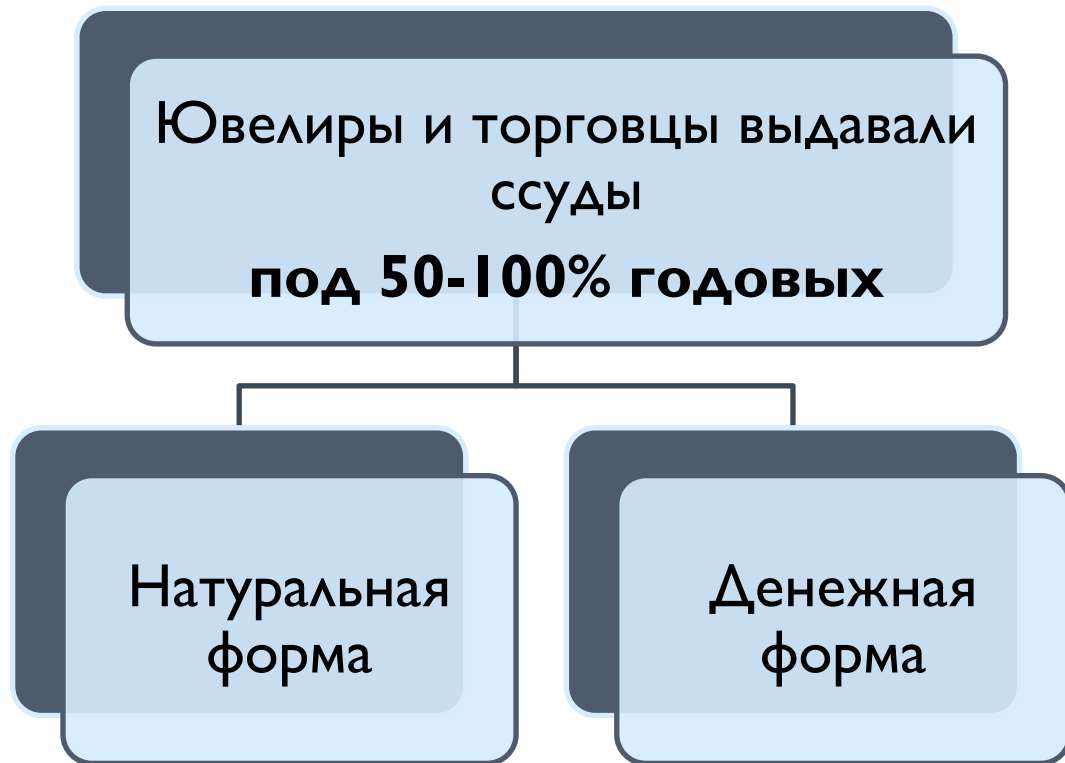 Ювелиры и торговцы выдавали
ссуды
под 50-100% годовых
Натуральная
форма
Денежная
форма